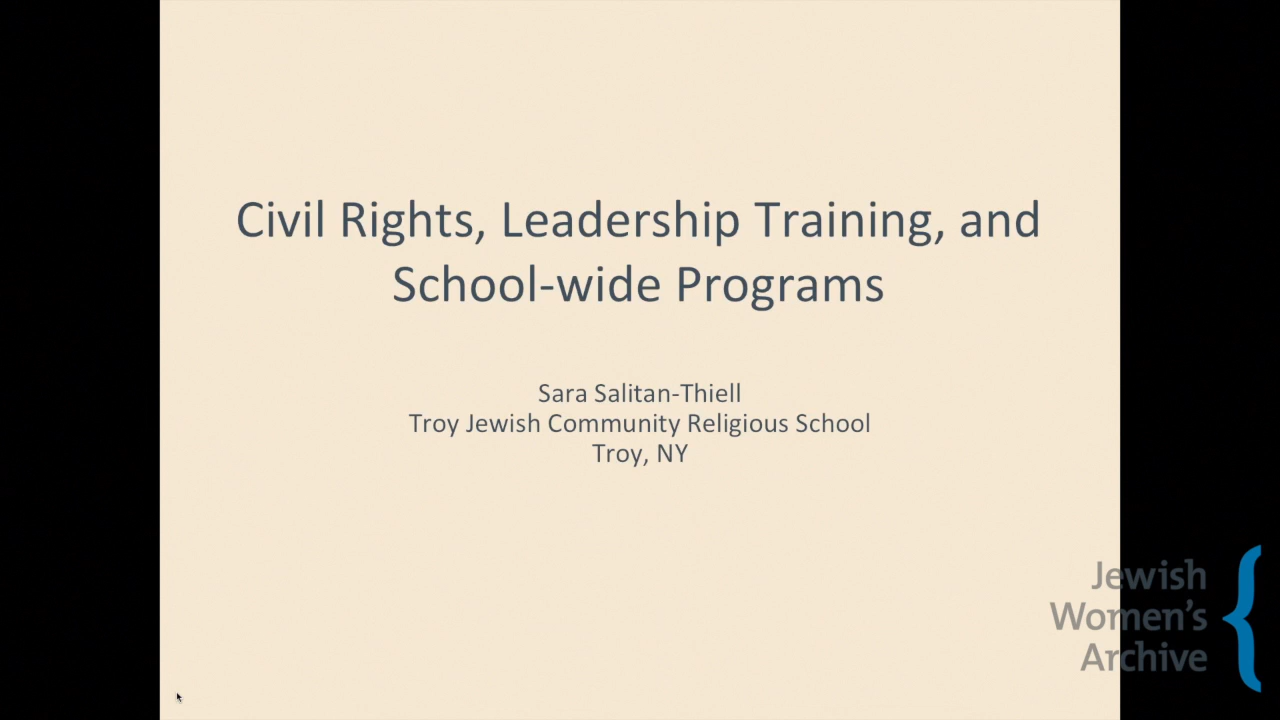 Civil Rights, Leadership Training, and
School-wide Programs
Sara Salitan-Thiell
Troy Jewish Community Religious School
Troy, NY
Jewish
Women's
Archive